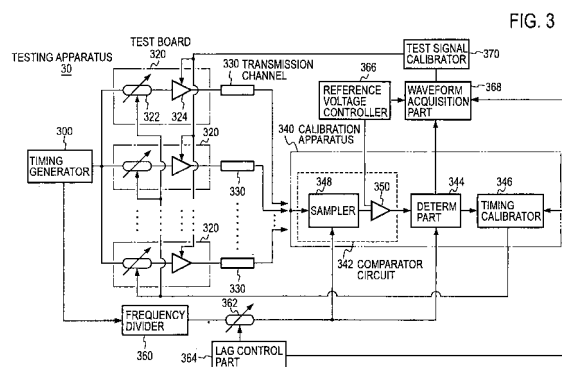 FIG. 3
TESTING APPARATUS
30
TEST BOARD
320
330 TRANSMISSION
CHANNEL
TEST SIGNAL
CALIBRATOR
370
366
REFERENCE
VOLTAGE
CONTROLLER
WAVEFORM
ACQUISITION
PART
368
322
324
300
TIMING
GENERATOR
320
330
340 CALIBRATION
APPARATUS
348
SAMPLER
350
344
DETERM
PART
346
TIMING
CALIBRATOR
320
330
342 COMPARATOR
CIRCUIT
FREQUENCY
DIVIDER
360
362
364
LAG CONTROL
PART